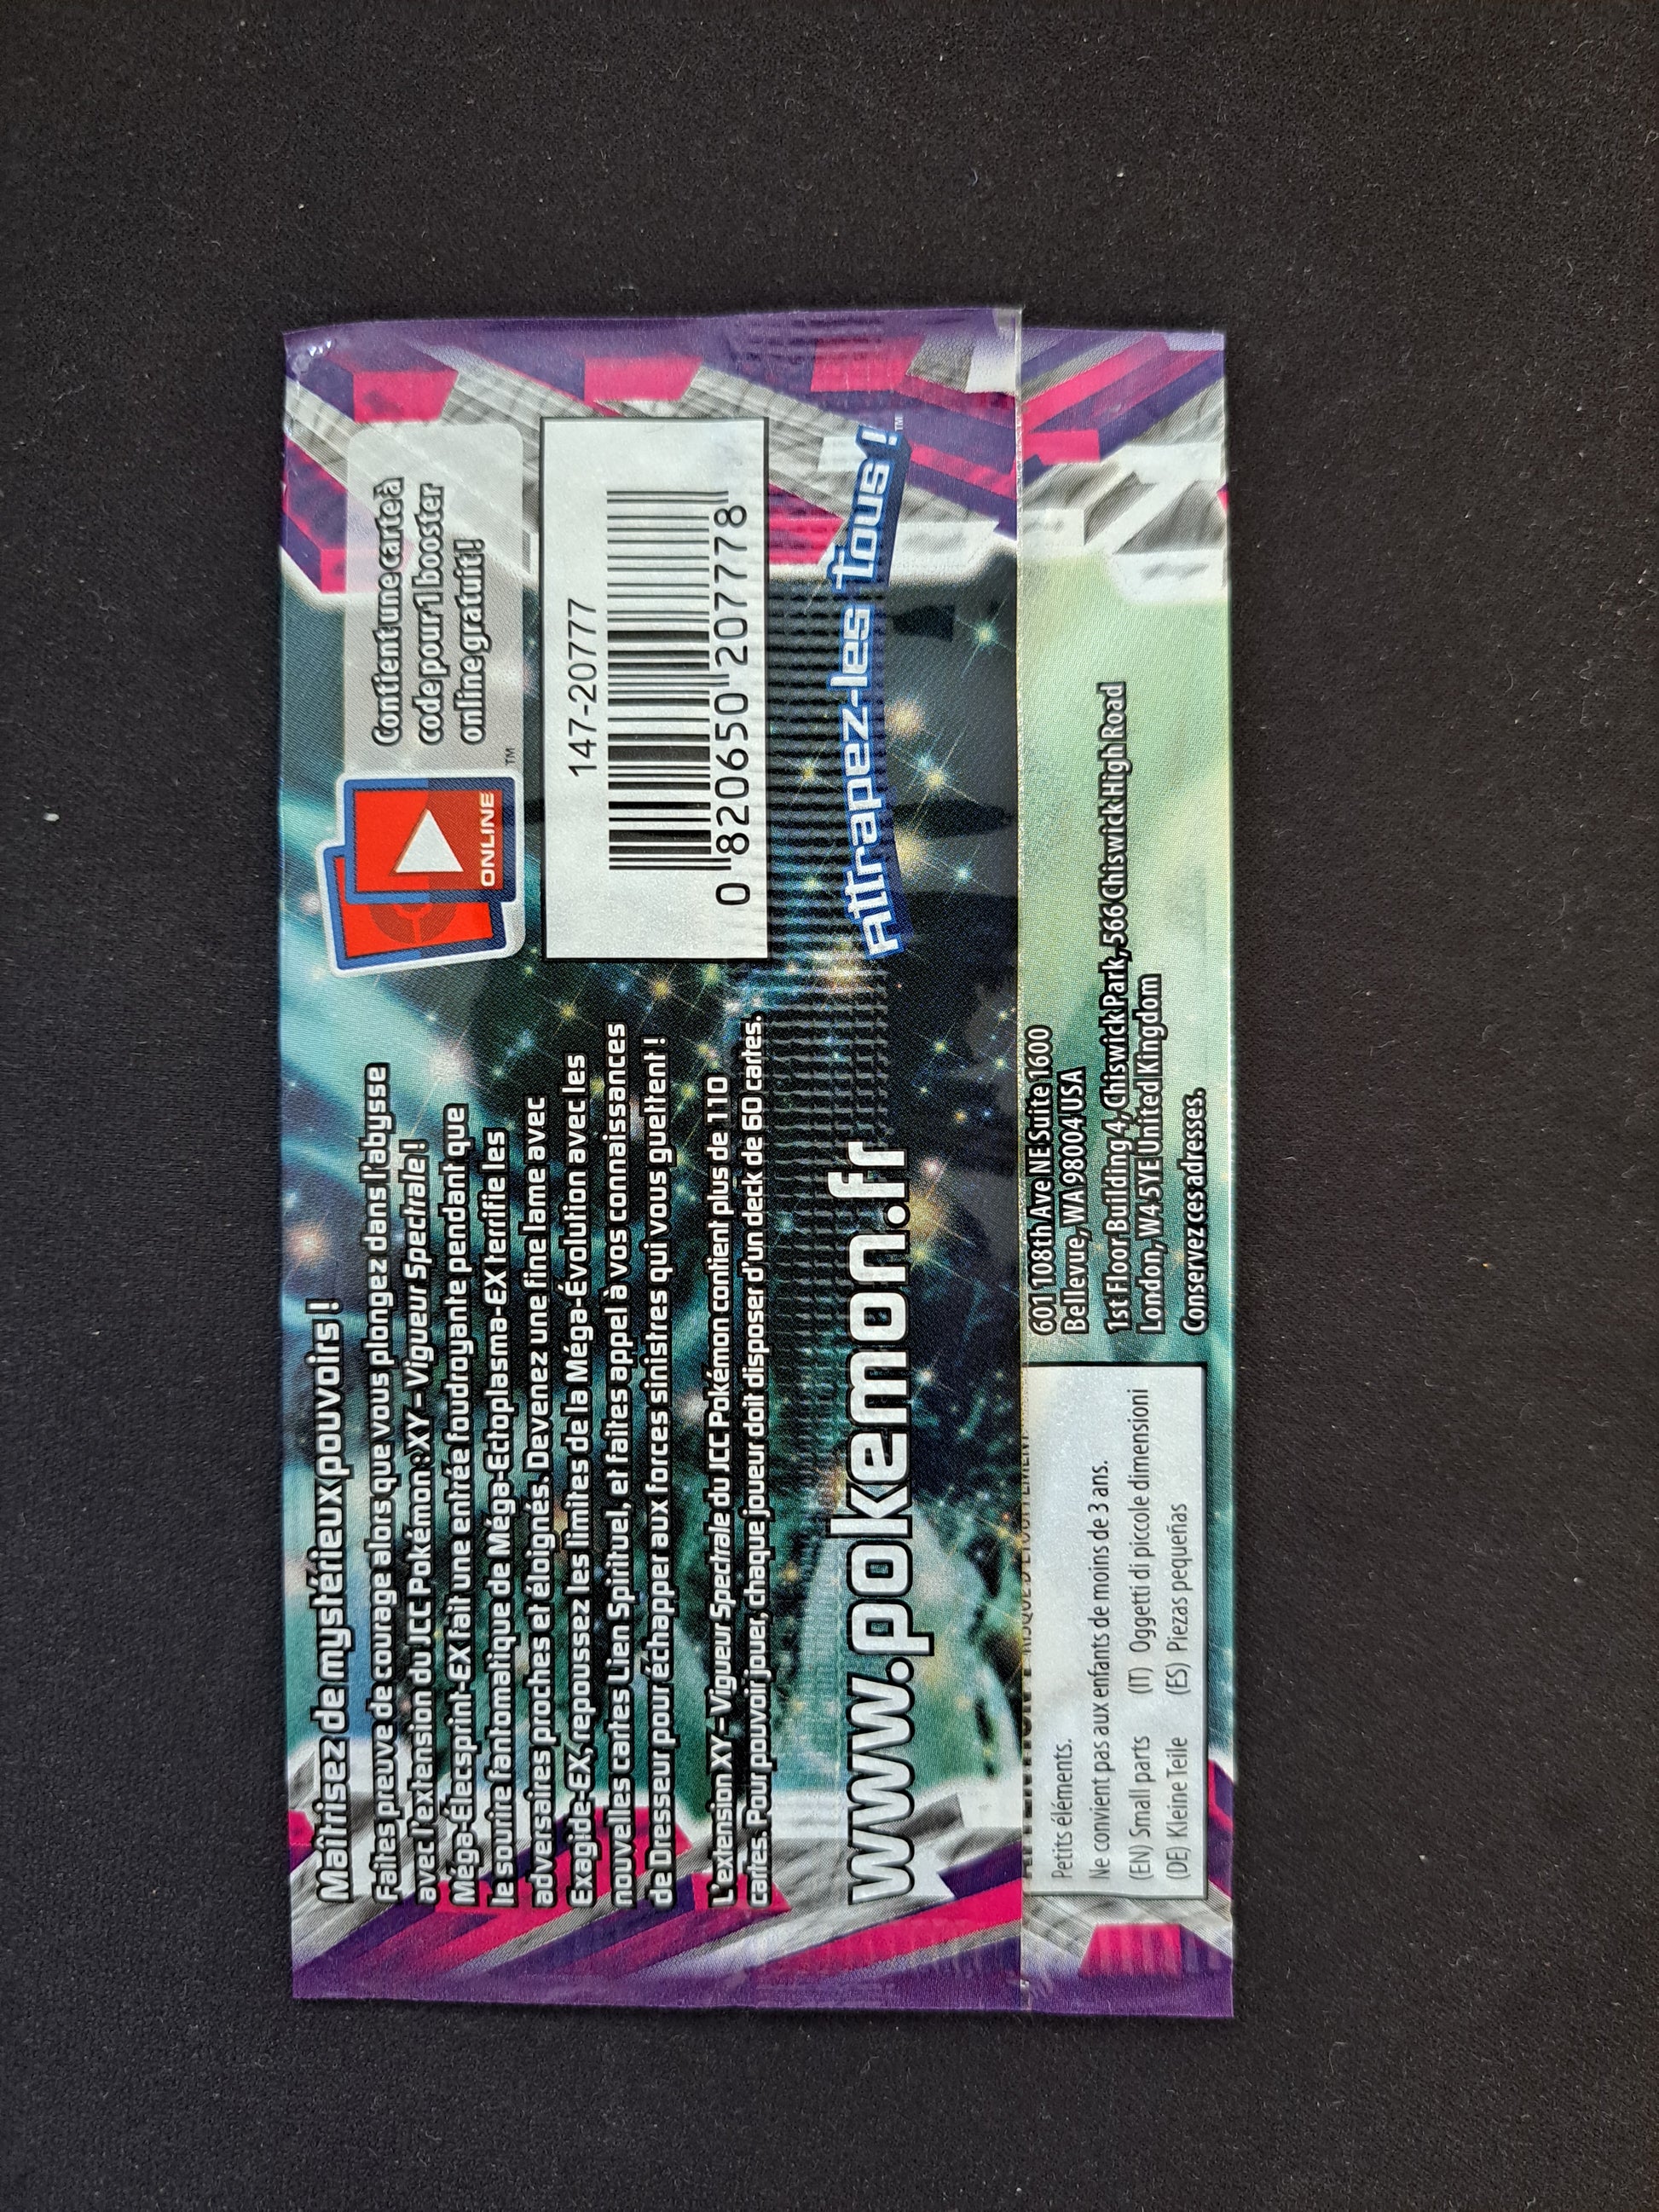 Maîtrisez de mystérieux pouvoirs !
Faites preuve de courage alors que vous plongez dans l'abysse
avec l'extension du JCC Pokémon : XY – Vigueur Spectrale !
Méga-Élecsprint-EX fait une entrée foudroyante pendant que
le sourire fantomatique de Méga-Ectoplasma-EX terrifie les
adversaires proches et éloignés. Devenez une fine lame avec
Exagide-EX, repoussez les limites de la Méga-Évolution avec les
nouvelles cartes Lien Spirituel, et faites appel à vos connaissances
de Dresseur pour échapper aux forces sinistres qui vous guettent !
L'extension XY – Vigueur Spectrale du JCC Pokémon contient plus de 110
cartes. Pour pouvoir jouer, chaque joueur doit disposer d'un deck de 60 cartes.
www.pokemon.fr
ONLINE
TM
Contient une carte à
code pour 1 booster
online gratuit !
147-20777
0 820650 207778
Attrapez-les tous !
TM
Petits éléments.
Ne convient pas aux enfants de moins de 3 ans.
(EN) Small parts (IT) Oggetti di piccole dimensioni
(DE) Kleine Teile (ES) Piezas pequeñas
601 108th Ave NE Suite 1600
Bellevue, WA 98004 USA
1st Floor Building 4, Chiswick Park, 566 Chiswick High Road
London, W4 5YE United Kingdom
Conservez ces adresses.